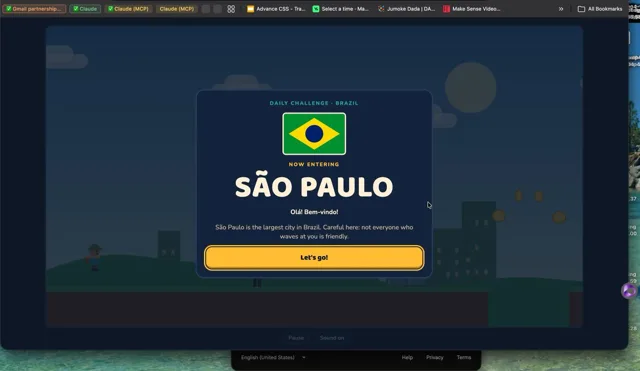 Gmail partnership...
Claude
Claude (MCP)
Claude (MCP)
Advance CSS - Tra...
Select a time - Ma...
Jumoke Dada | DA...
Make Sense Video...
»
All Bookmarks
DAILY CHALLENGE · BRAZIL
NOW ENTERING
SÃO PAULO
Olá! Bem-vindo!
São Paulo is the largest city in Brazil. Careful here: not everyone who
waves at you is friendly.
Let's go!
Pause
Sound on
English (United States)
Help
Privacy
Terms